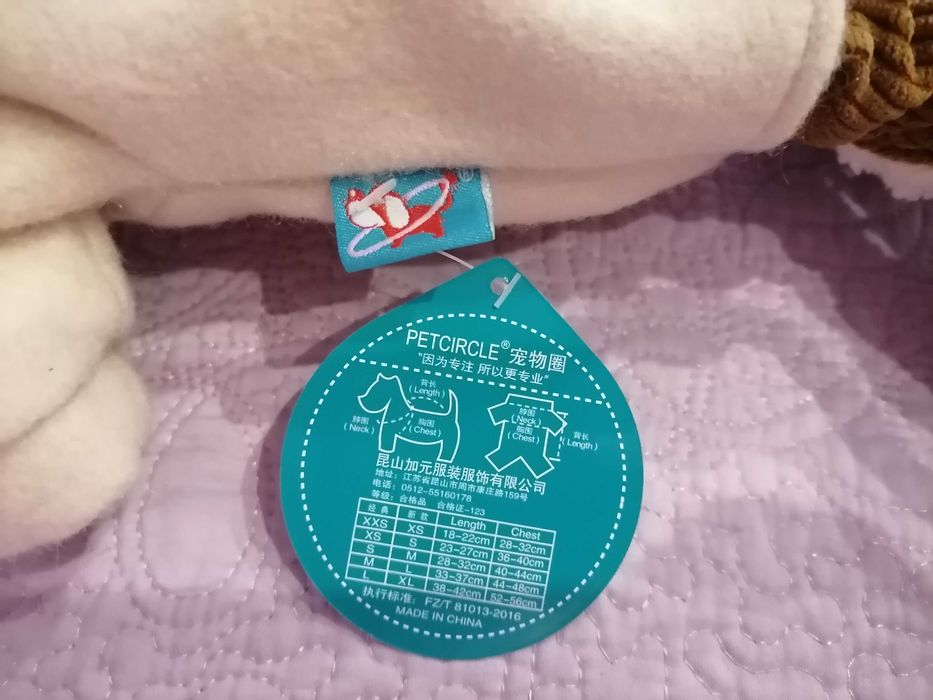 PETCIRCLE® 宠物圈
“因为专注 所以更专业”
背长
(Length)
脖围
(Neck)
胸围
(Chest)
脖围
(Neck)
胸围
(Chest)
背长
(Length)
昆山加元服装服饰有限公司
地址：江苏省昆山市周市康庄路159号
电话：0512-55160178
等级：合格品 合格证-123
经典 新款 Length Chest
XXS XS 18-22cm 28-32cm
XS S 23-27cm 36-40cm
S M 28-32cm 40-44cm
M L 33-37cm 44-48cm
L XL 38-42cm 52-56cm
执行标准：FZ/T 81013-2016
MADE IN CHINA